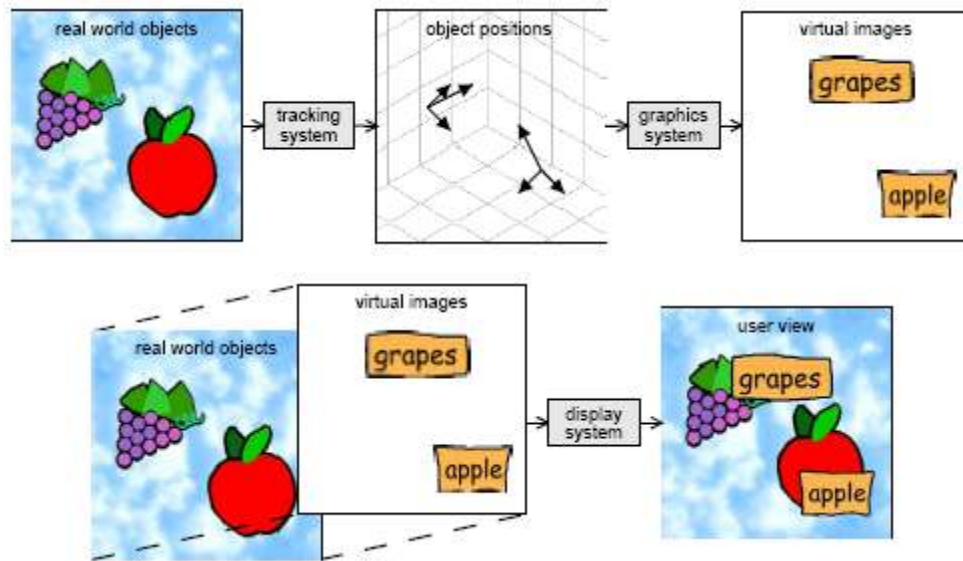 real world objects
object positions
virtual images
grapes
tracking
system
graphics
system
apple
virtual images
real world objects
grapes
apple
display
system
user view
grapes
apple